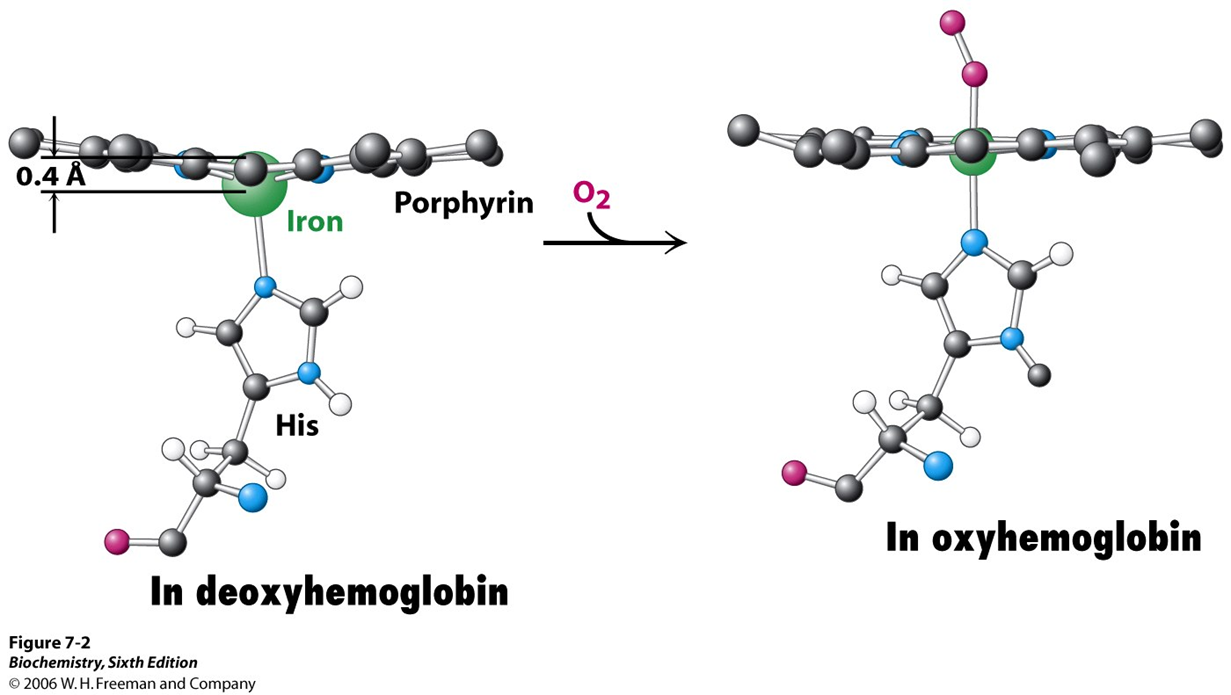 0.4 Å
Iron
Porphyrin
O2
His
In deoxyhemoglobin
In oxyhemoglobin
Figure 7-2
Biochemistry, Sixth Edition
© 2006 W. H. Freeman and Company